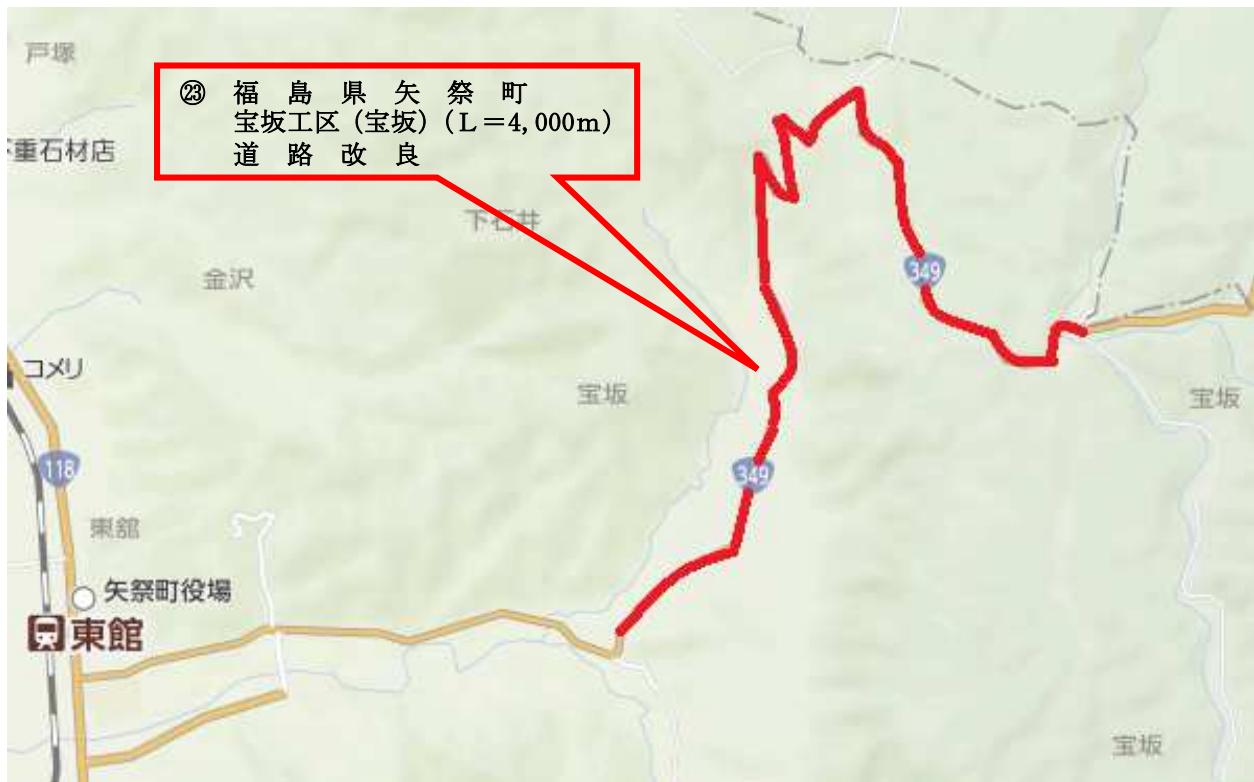 戸塚
㉓ 福島県矢祭町
宝坂工区(宝坂)(L=4,000m)
道路改良
重石材店
下石井
金沢
349
コメリ
宝坂
宝坂
118
349
東舘
矢祭町役場
東館
宝坂